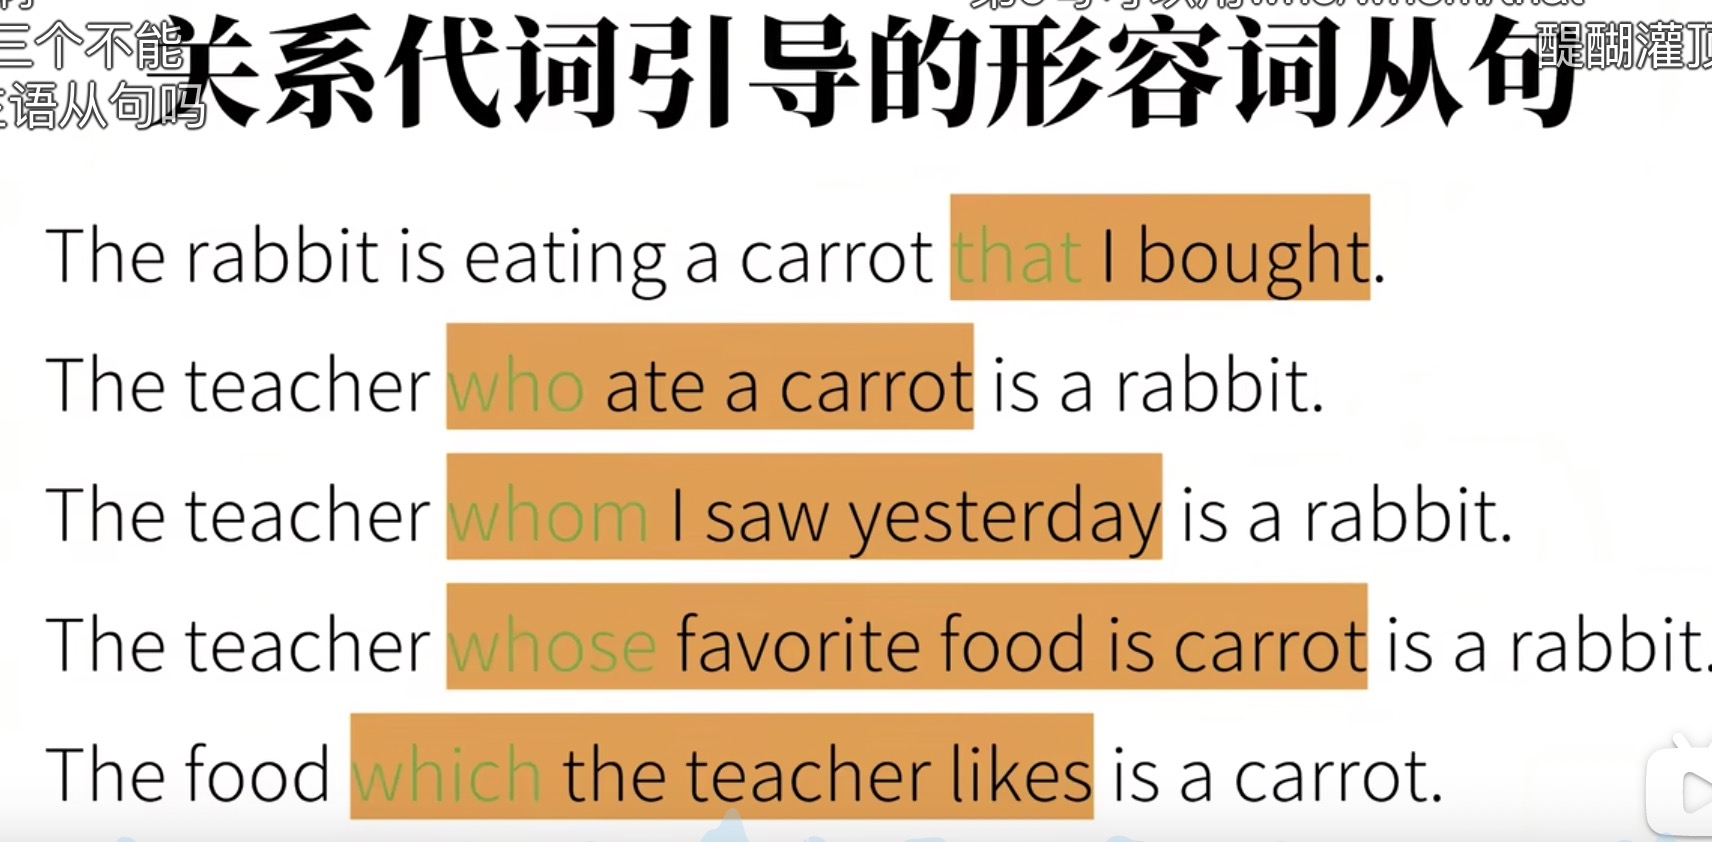 三个不能
醍醐灌顶
关系代词引导的形容词从句
主语从句吗
The rabbit is eating a carrot that I bought.
The teacher who ate a carrot is a rabbit.
The teacher whom I saw yesterday is a rabbit.
The teacher whose favorite food is carrot is a rabbit.
The food which the teacher likes is a carrot.